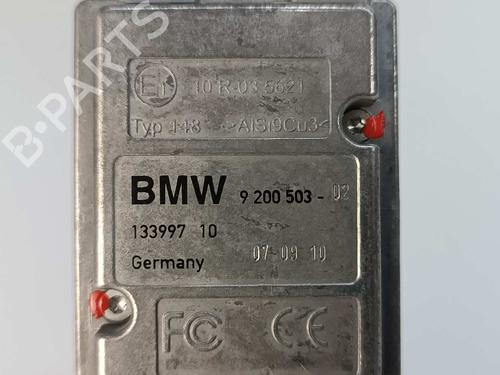 B-PARTS
E1 10 R-03 5621
Typ 148 >AlSi9Cu3<
BMW 9 200 503 - 02
133997 10
07-09 10
Germany
FC CE